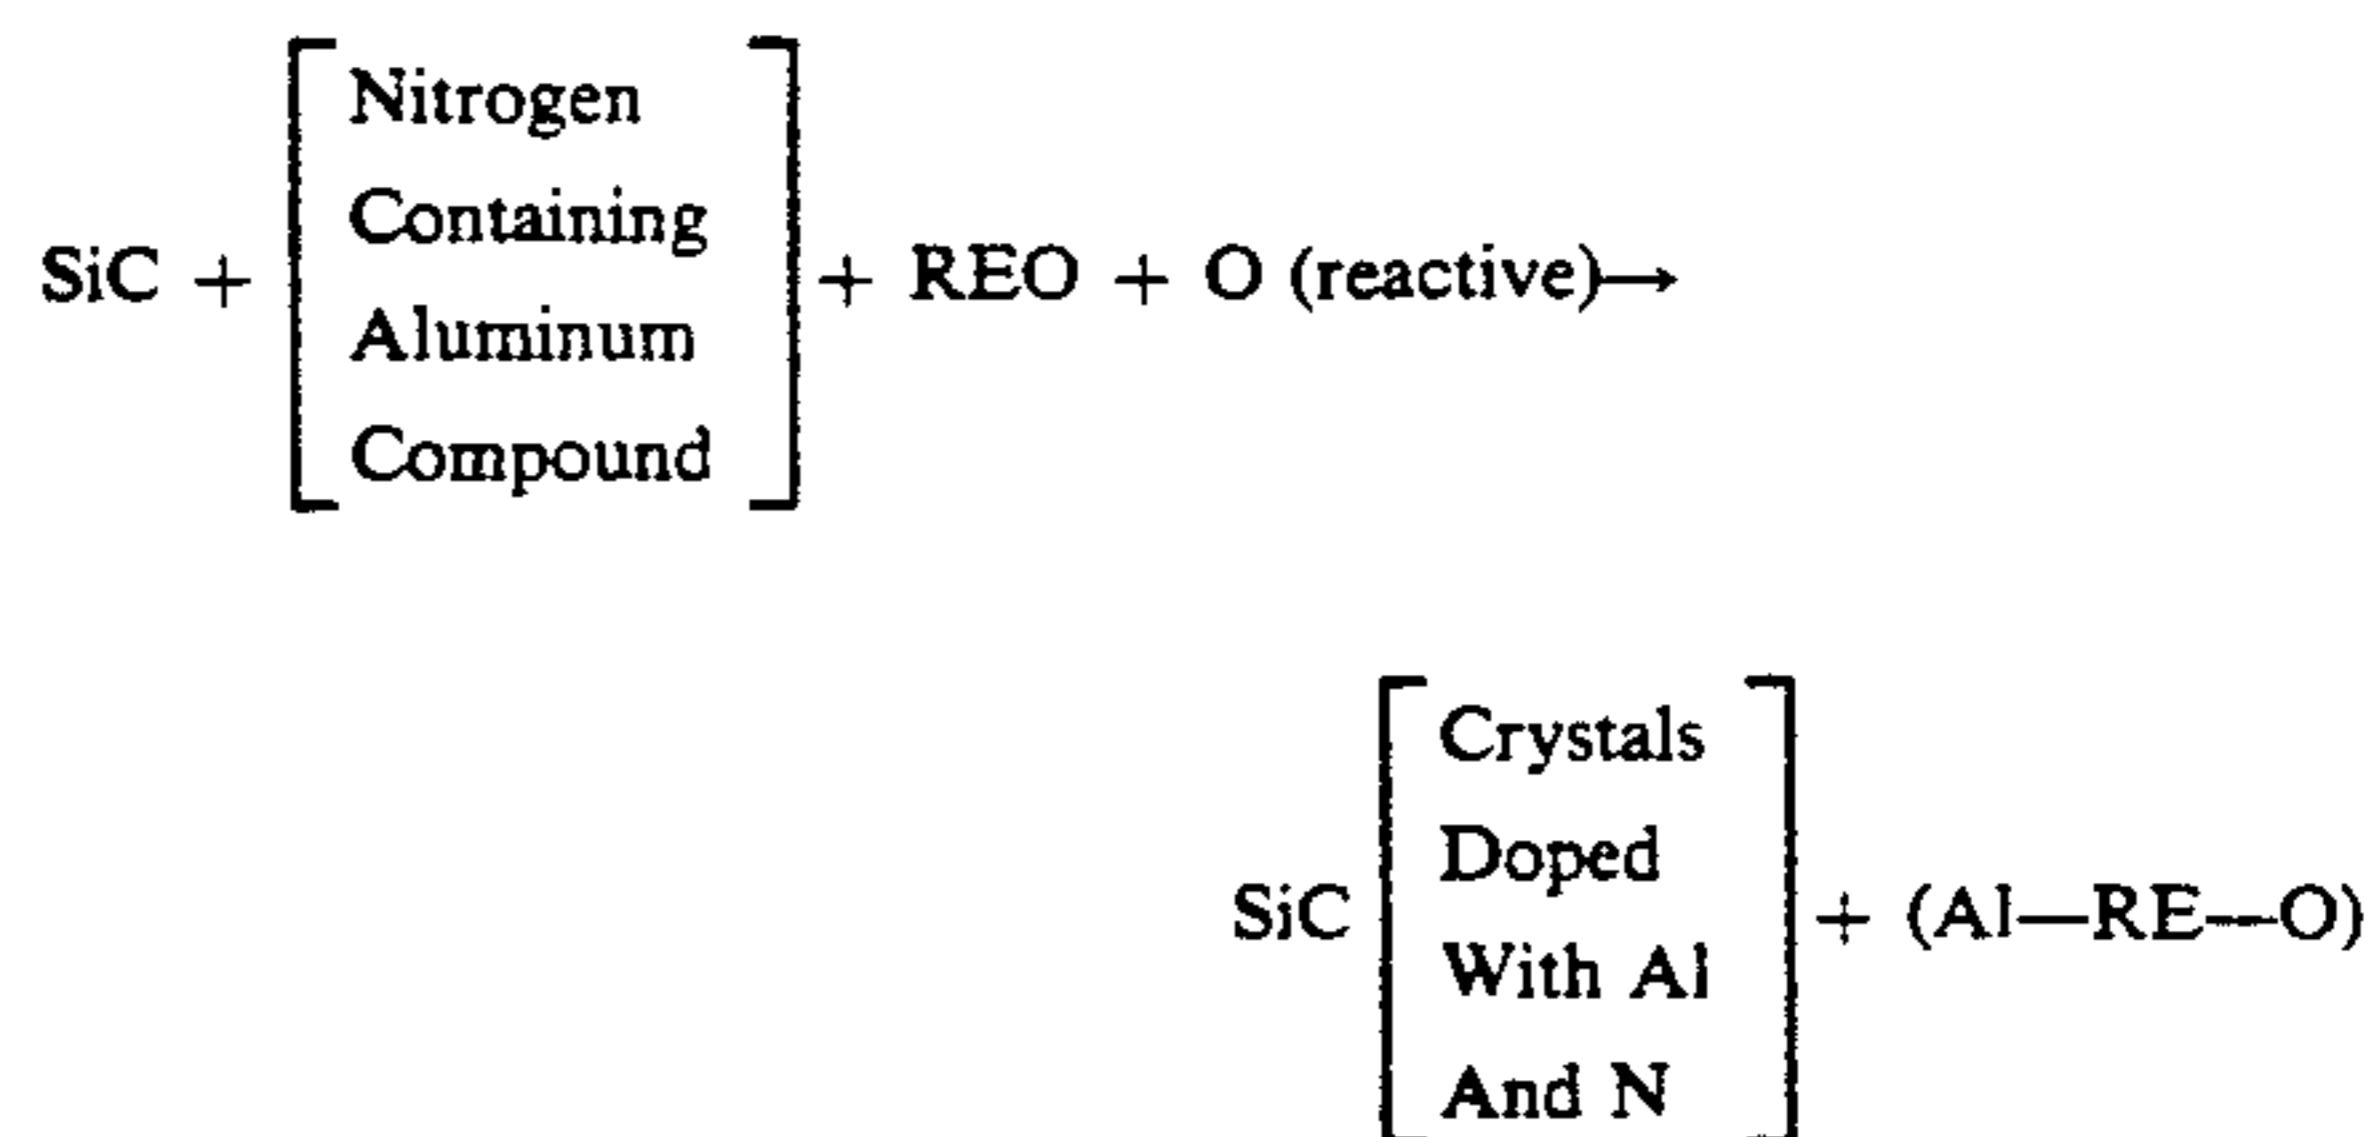 Nitrogen
Containing
SiC + + REO + O (reactive)→
Aluminum
Compound
Crystals
Doped
SiC + (Al—RE—O)
With Al
And N